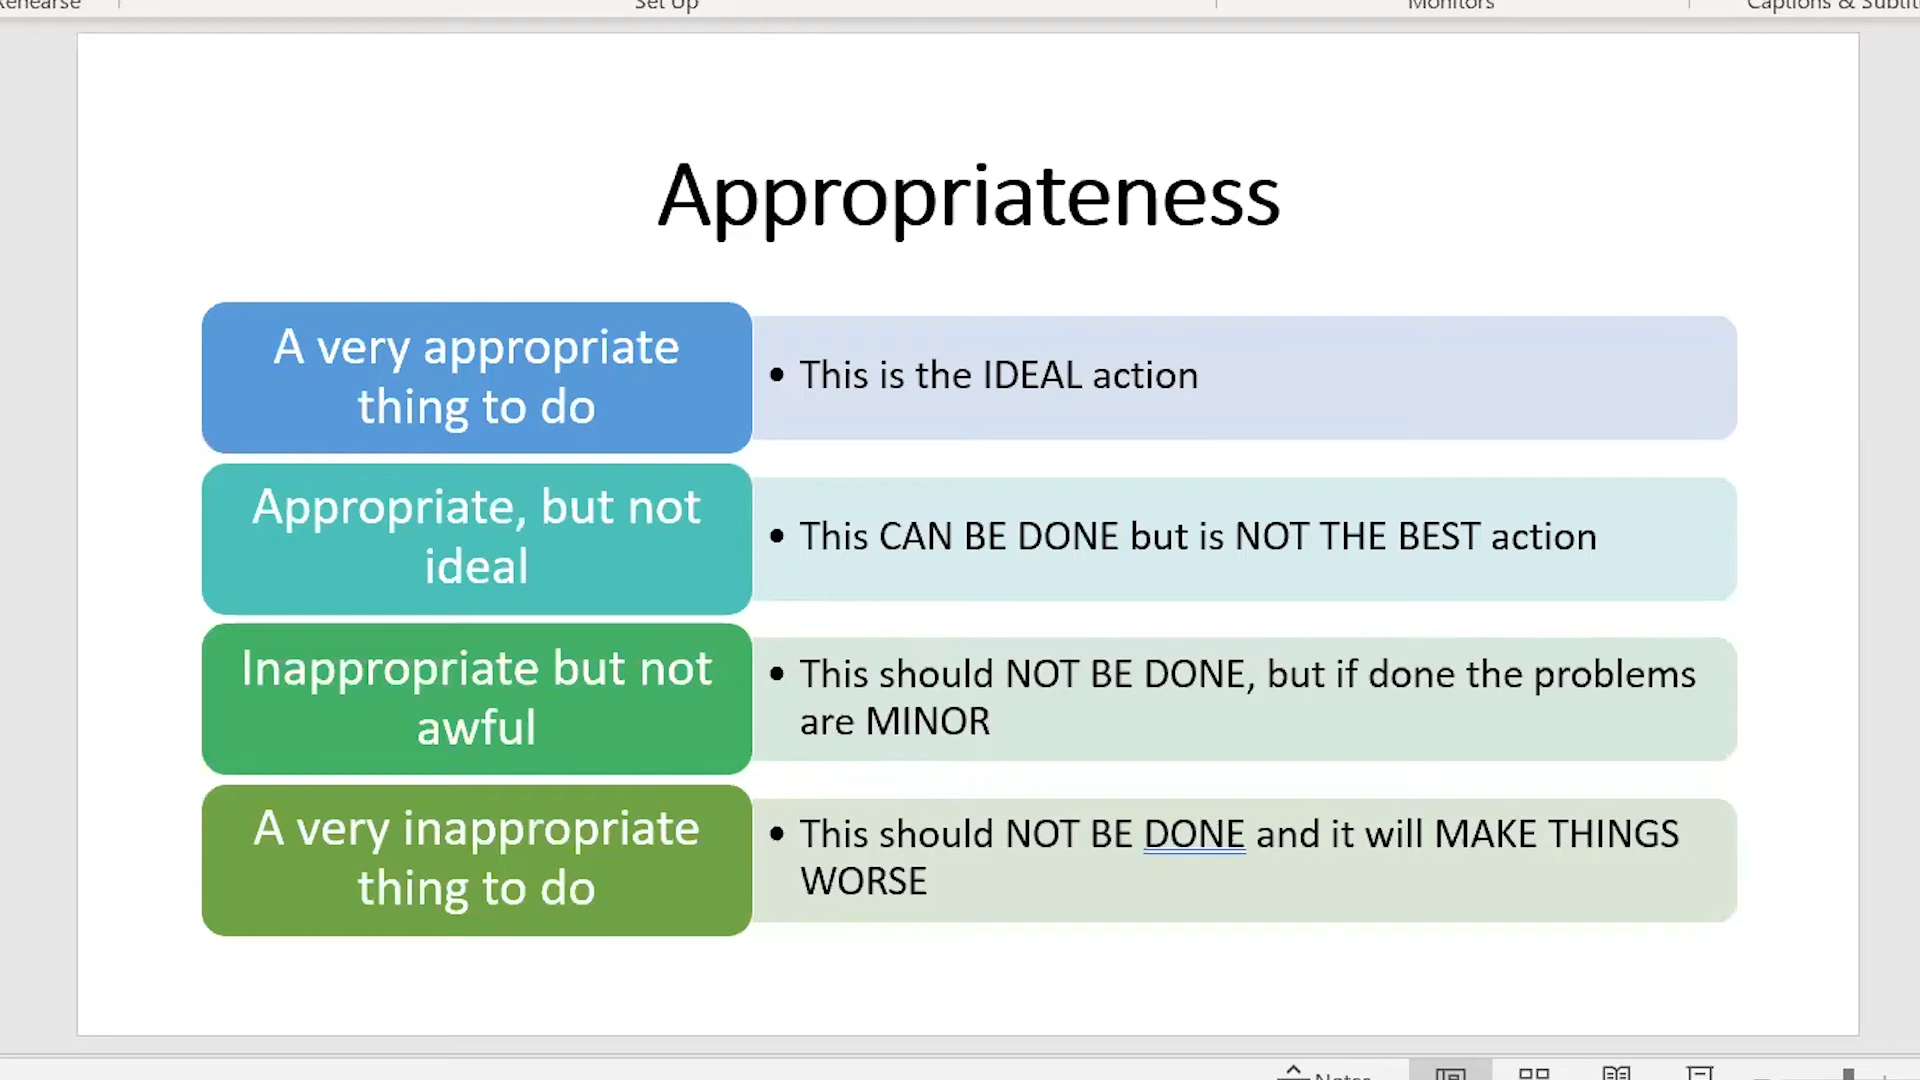 Rehearse
Set Up
Monitors
Captions & Subtit
Appropriateness
A very appropriate
thing to do
• This is the IDEAL action
Appropriate, but not
ideal
• This CAN BE DONE but is NOT THE BEST action
Inappropriate but not
awful
• This should NOT BE DONE, but if done the problems
are MINOR
A very inappropriate
thing to do
• This should NOT BE DONE and it will MAKE THINGS
WORSE
Notes